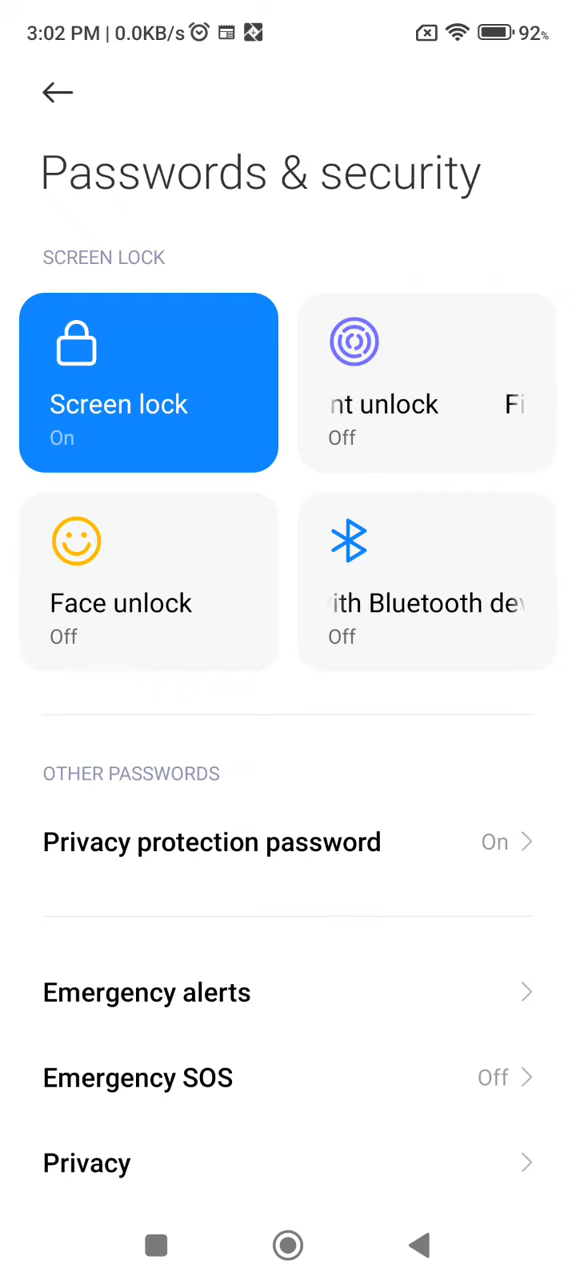 3:02 PM | 0.0KB/s 92%
Passwords & security
SCREEN LOCK
Screen lock
On
nt unlock Fi
Off
Face unlock
Off
ith Bluetooth de
Off
OTHER PASSWORDS
Privacy protection password On
Emergency alerts
Emergency SOS Off
Privacy